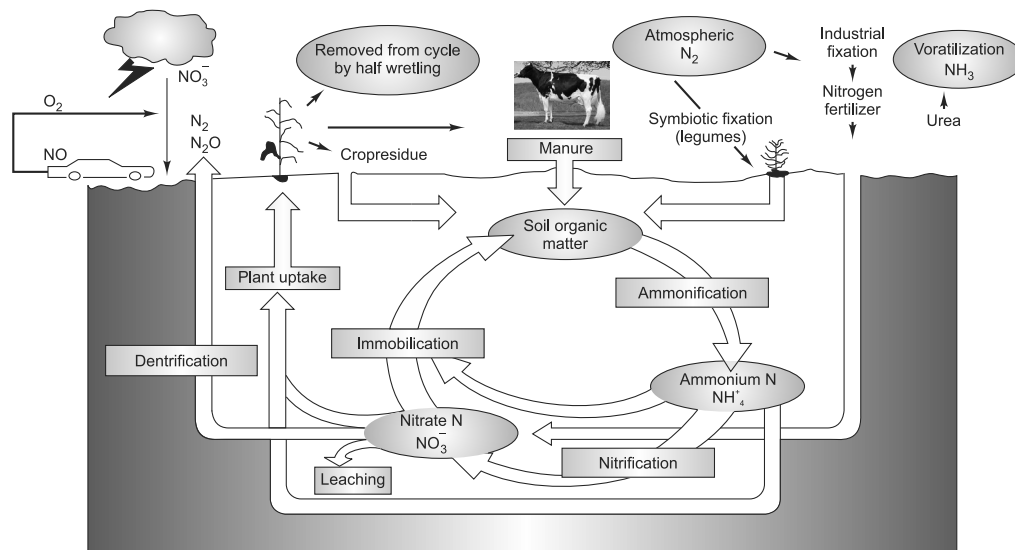 NO₃⁻
O₂
NO
N₂
N₂O
Removed from cycle
by half wretling
Cropresidue
Atmospheric
N₂
Industrial
fixation
Nitrogen
fertilizer
Voratilization
NH₃
Urea
Symbiotic fixation
(legumes)
Manure
Soil organic
matter
Plant uptake
Ammonification
Immobilication
Dentrification
Ammonium N
NH⁺₄
Nitrate N
NO₃⁻
Nitrification
Leaching